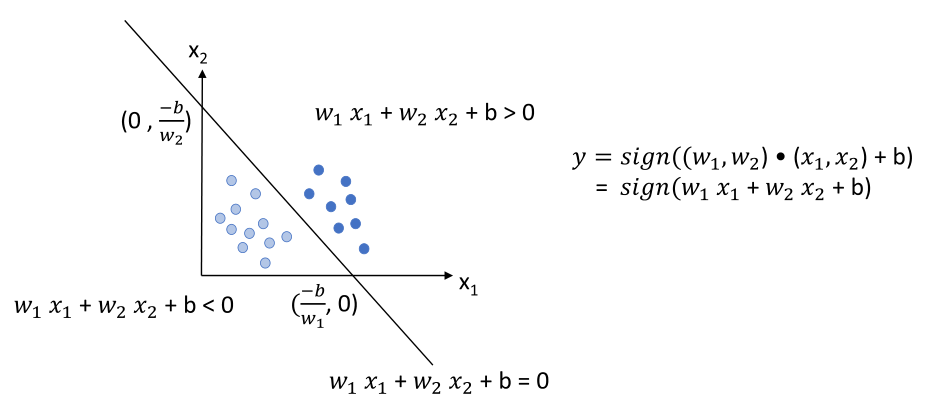 x₂
(0 , -b/w₂)
w₁ x₁ + w₂ x₂ + b > 0
y = sign((w₁, w₂) • (x₁, x₂) + b)
= sign(w₁ x₁ + w₂ x₂ + b)
x₁
w₁ x₁ + w₂ x₂ + b < 0
(-b/w₁, 0)
w₁ x₁ + w₂ x₂ + b = 0